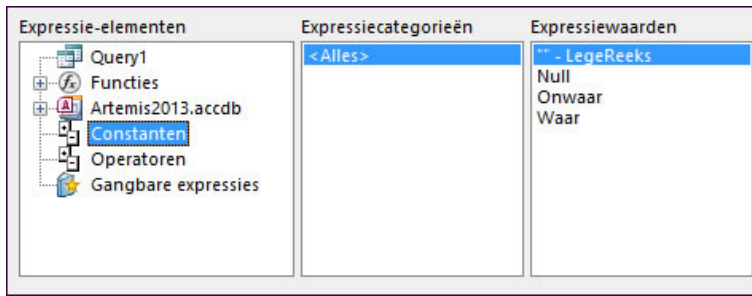 Expressie-elementen
Query1
Functies
Artemis2013.accdb
Constanten
Operatoren
Gangbare expressies
Expressiecategorieën
<Alles>
Expressiewaarden
"" - LegeReeks
Null
Onwaar
Waar